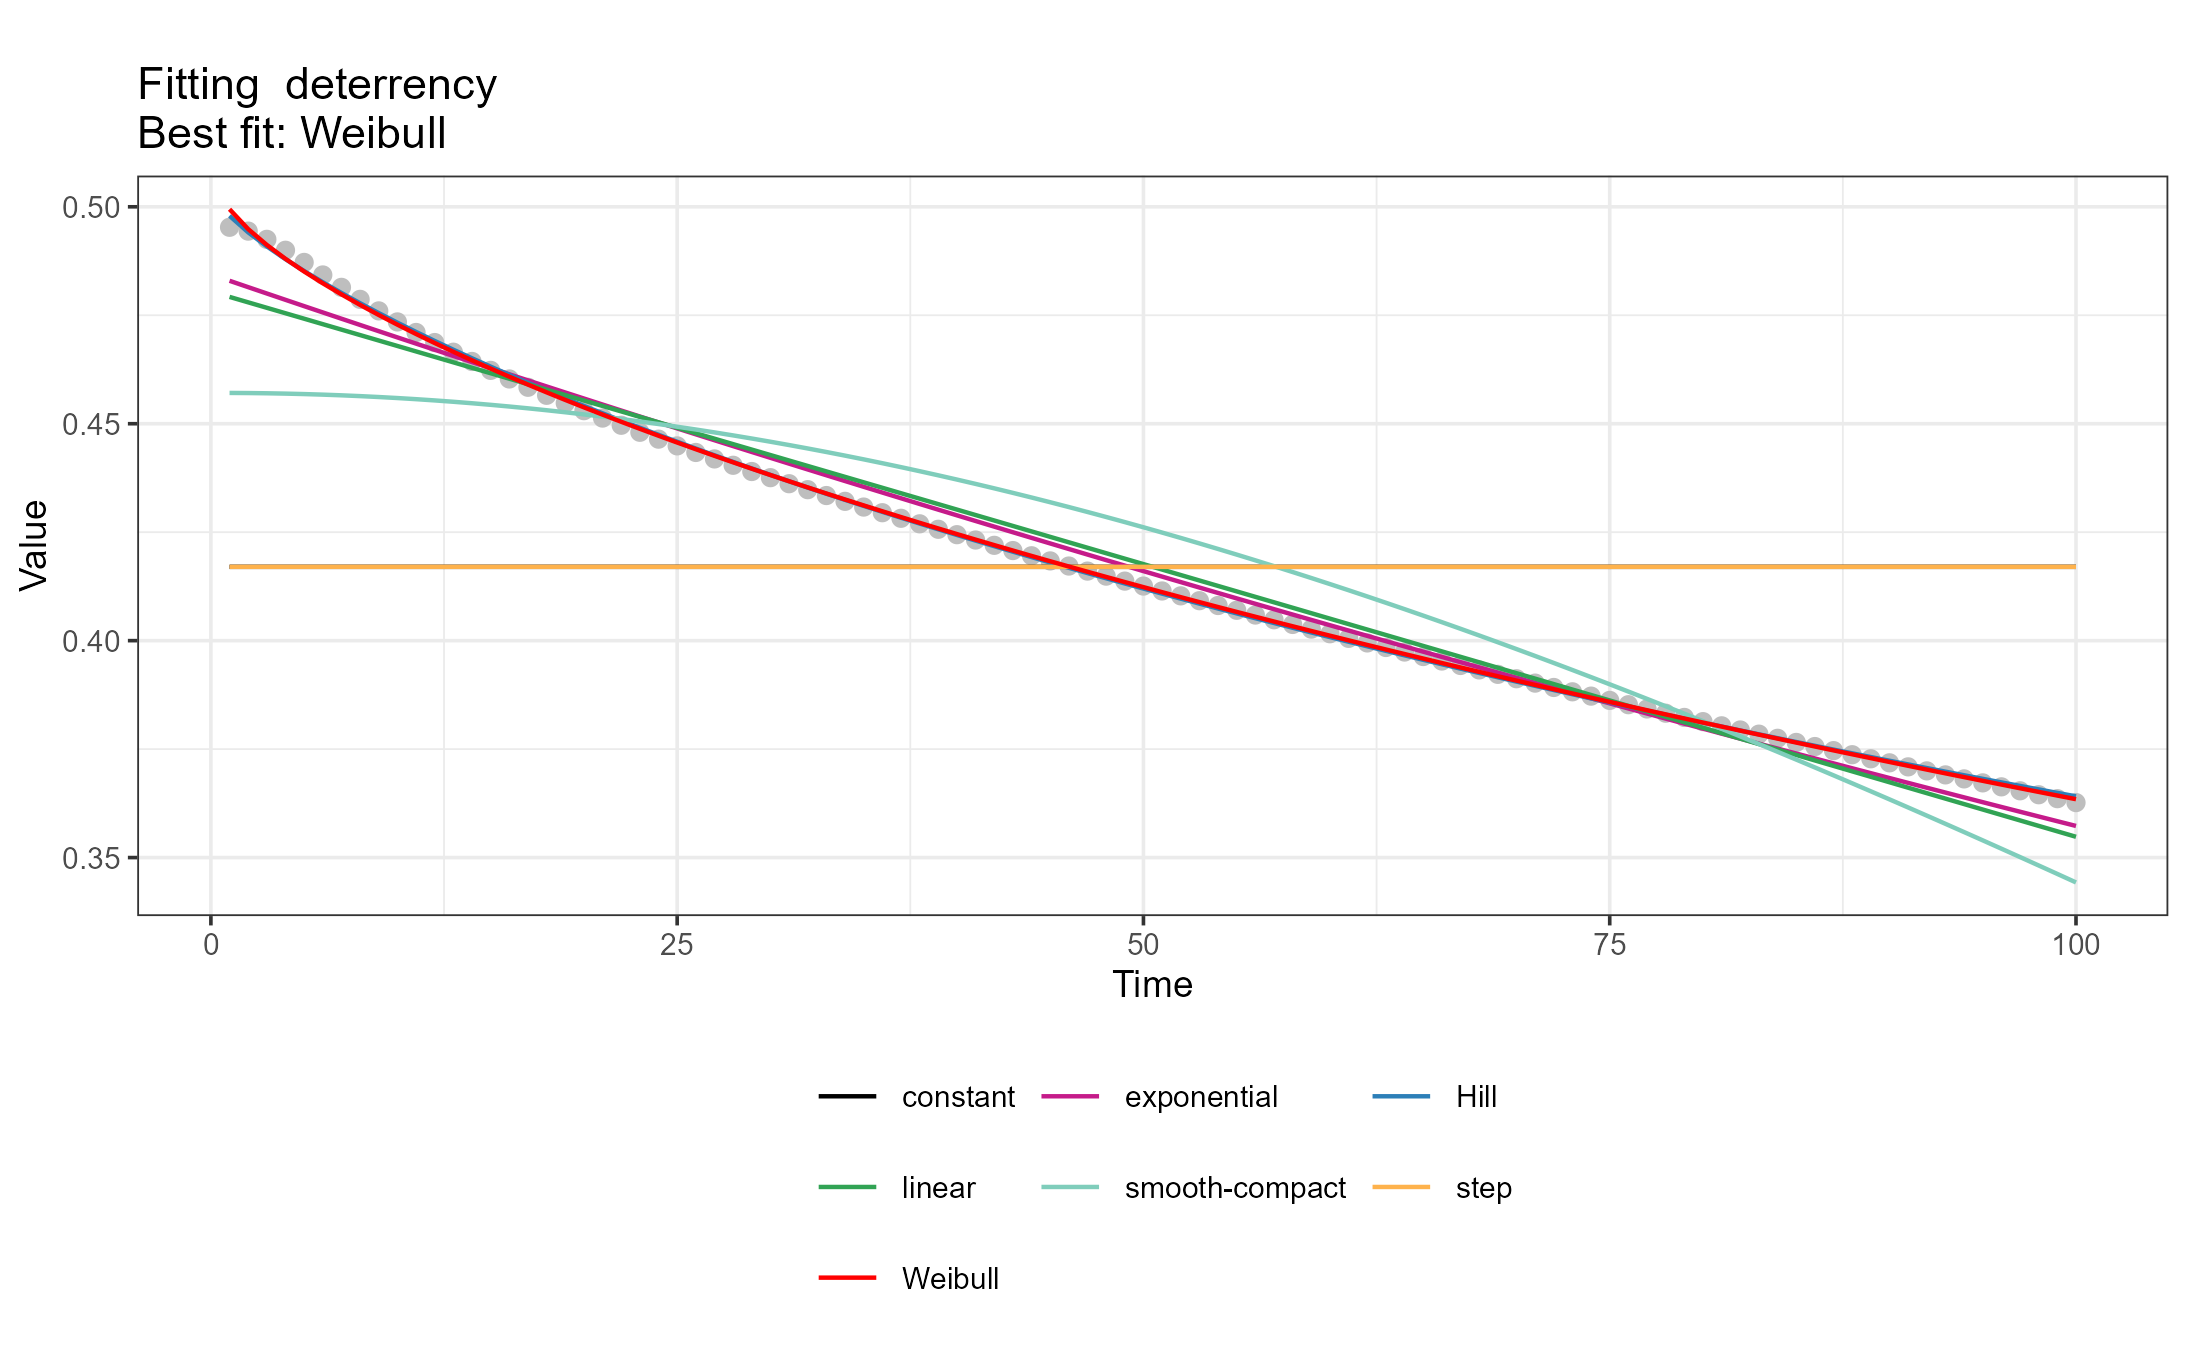 Fitting  deterrency
Best fit: Weibull
Value
0.50
0.45
0.40
0.35
0 25 50 75 100
Time
constant exponential Hill
linear smooth-compact step
Weibull